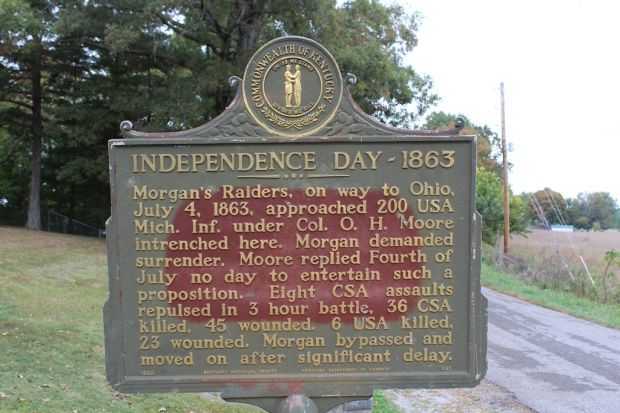 COMMONWEALTH OF KENTUCKY
INDEPENDENCE DAY - 1863
Morgan's Raiders, on way to Ohio,
July 4, 1863, approached 200 USA
Mich. Inf. under Col. O. H. Moore
intrenched here. Morgan demanded
surrender. Moore replied Fourth of
July no day to entertain such a
proposition. Eight CSA assaults
repulsed in 3 hour battle, 36 CSA
killed, 45 wounded. 6 USA killed,
23 wounded. Morgan bypassed and
moved on after significant delay.